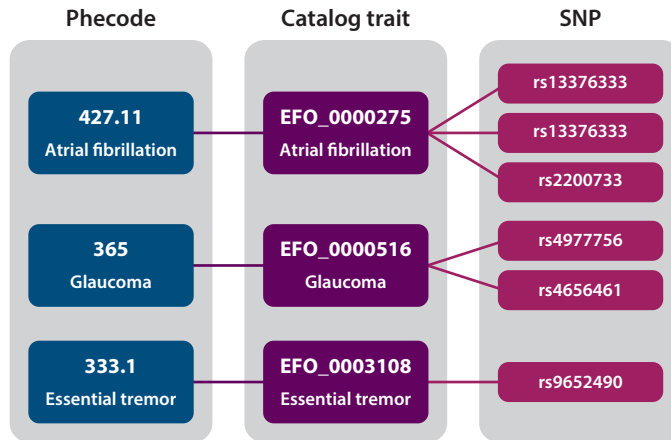 Phecode
Catalog trait
SNP
427.11
Atrial fibrillation
EFO_0000275
Atrial fibrillation
rs13376333
rs13376333
rs2200733
365
Glaucoma
EFO_0000516
Glaucoma
rs4977756
rs4656461
333.1
Essential tremor
EFO_0003108
Essential tremor
rs9652490